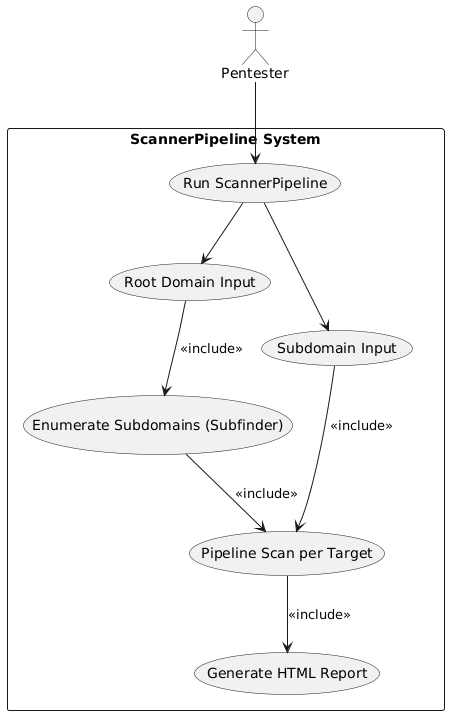 Pentester
ScannerPipeline System
Run ScannerPipeline
Root Domain Input
Subdomain Input
«include»
Enumerate Subdomains (Subfinder)
«include»
«include»
Pipeline Scan per Target
«include»
Generate HTML Report